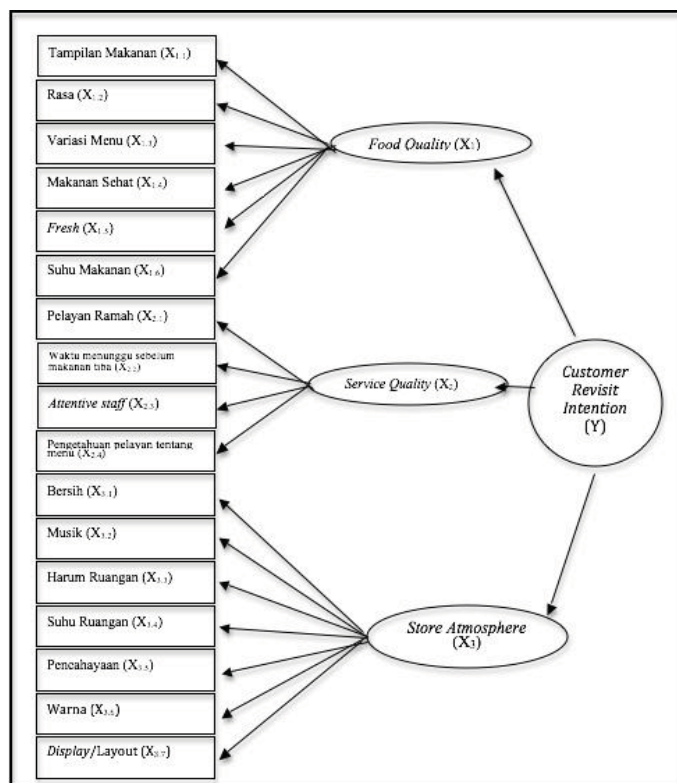 Tampilan Makanan (X1.1)
Rasa (X1.2)
Variasi Menu (X1.3)
Makanan Sehat (X1.4)
Fresh (X1.5)
Suhu Makanan (X1.6)
Food Quality (X1)
Pelayan Ramah (X2.1)
Waktu menunggu sebelum
makanan tiba (X2.2)
Attentive staff (X2.3)
Pengetahuan pelayan tentang
menu (X2.4)
Service Quality (X2)
Customer
Revisit
Intention
(Y)
Bersih (X3.1)
Musik (X3.2)
Harum Ruangan (X3.3)
Suhu Ruangan (X3.4)
Pencahayaan (X3.5)
Warna (X3.6)
Display/Layout (X3.7)
Store Atmosphere
(X3)